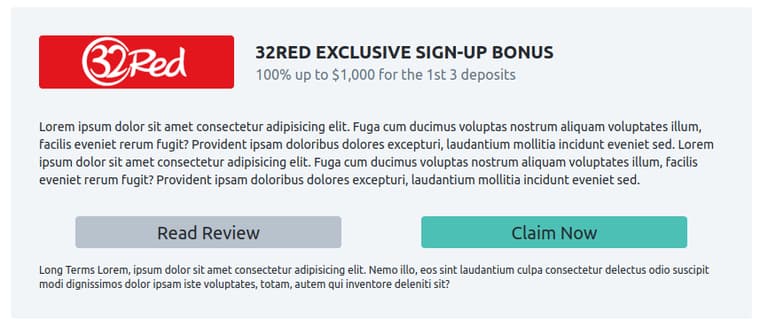 32Red
32RED EXCLUSIVE SIGN-UP BONUS
100% up to $1,000 for the 1st 3 deposits
Lorem ipsum dolor sit amet consectetur adipisicing elit. Fuga cum ducimus voluptas nostrum aliquam voluptates illum,
facilis eveniet rerum fugit? Provident ipsam doloribus dolores excepturi, laudantium mollitia incidunt eveniet sed. Lorem
ipsum dolor sit amet consectetur adipisicing elit. Fuga cum ducimus voluptas nostrum aliquam voluptates illum, facilis
eveniet rerum fugit? Provident ipsam doloribus dolores excepturi, laudantium mollitia incidunt eveniet sed.
Read Review
Claim Now
Long Terms Lorem, ipsum dolor sit amet consectetur adipisicing elit. Nemo illo, eos sint laudantium culpa consectetur delectus odio suscipit
modi dignissimos dolor ipsam iste voluptates, totam, autem qui inventore deleniti sit?